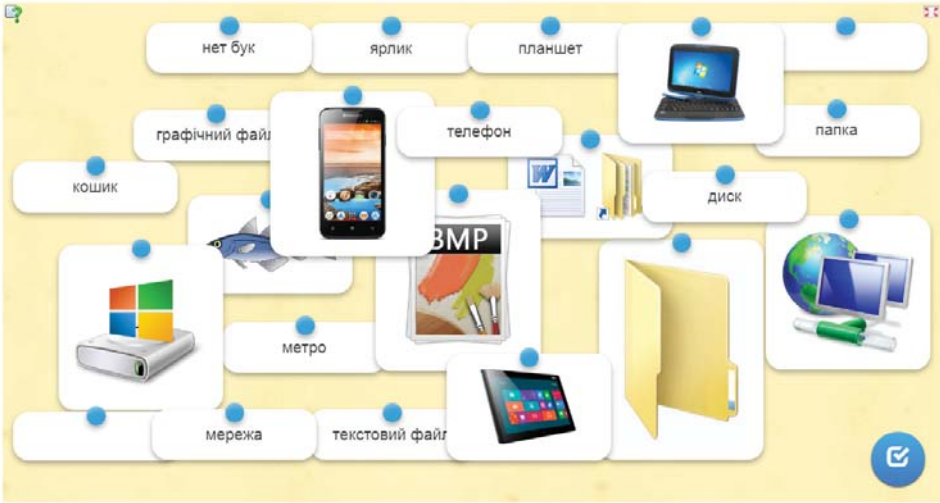 нет бук
ярлик
планшет
графічний файл
телефон
папка
кошик
диск
BMP
метро
мережа
текстовий файл